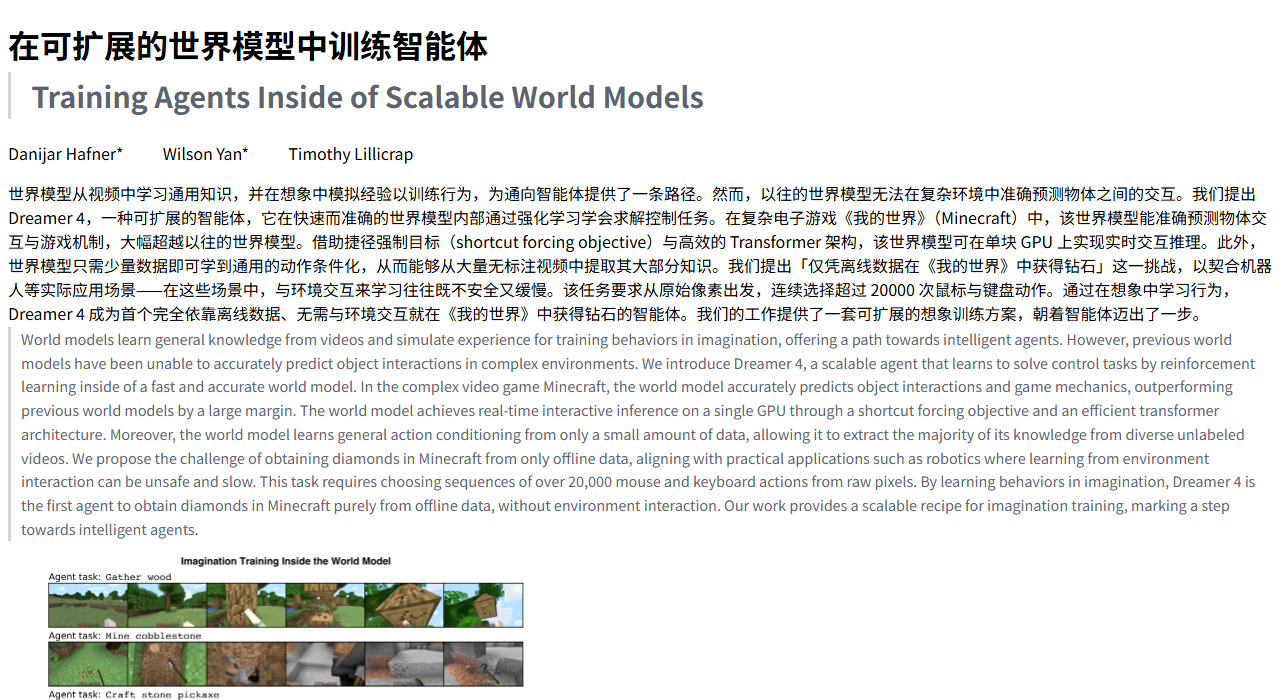 在可扩展的世界模型中训练智能体
Training Agents Inside of Scalable World Models
Danijar Hafner* Wilson Yan* Timothy Lillicrap
世界模型从视频中学习通用知识，并在想象中模拟经验以训练行为，为通向智能体提供了一条路径。然而，以往的世界模型无法在复杂环境中准确预测物体之间的交互。我们提出
Dreamer 4，一种可扩展的智能体，它在快速而准确的世界模型内部通过强化学习学会求解控制任务。在复杂电子游戏《我的世界》（Minecraft）中，该世界模型能准确预测物体交
互与游戏机制，大幅超越以往的世界模型。借助捷径强制目标（shortcut forcing objective）与高效的 Transformer 架构，该世界模型可在单块 GPU 上实现实时交互推理。此外，
世界模型只需少量数据即可学到通用的动作条件化，从而能够从大量无标注视频中提取其大部分知识。我们提出「仅凭离线数据在《我的世界》中获得钻石」这一挑战，以契合机器
人等实际应用场景——在这些场景中，与环境交互来学习往往既不安全又缓慢。该任务要求从原始像素出发，连续选择超过 20000 次鼠标与键盘动作。通过在想象中学习行为，
Dreamer 4 成为首个完全依靠离线数据、无需与环境交互就在《我的世界》中获得钻石的智能体。我们的工作提供了一套可扩展的想象训练方案，朝着智能体迈出了一步。
World models learn general knowledge from videos and simulate experience for training behaviors in imagination, offering a path towards intelligent agents. However, previous world
models have been unable to accurately predict object interactions in complex environments. We introduce Dreamer 4, a scalable agent that learns to solve control tasks by reinforcement
learning inside of a fast and accurate world model. In the complex video game Minecraft, the world model accurately predicts object interactions and game mechanics, outperforming
previous world models by a large margin. The world model achieves real-time interactive inference on a single GPU through a shortcut forcing objective and an efficient transformer
architecture. Moreover, the world model learns general action conditioning from only a small amount of data, allowing it to extract the majority of its knowledge from diverse unlabeled
videos. We propose the challenge of obtaining diamonds in Minecraft from only offline data, aligning with practical applications such as robotics where learning from environment
interaction can be unsafe and slow. This task requires choosing sequences of over 20,000 mouse and keyboard actions from raw pixels. By learning behaviors in imagination, Dreamer 4 is
the first agent to obtain diamonds in Minecraft purely from offline data, without environment interaction. Our work provides a scalable recipe for imagination training, marking a step
towards intelligent agents.
Imagination Training Inside the World Model
Agent task: Gather wood
Agent task: Mine cobblestone
Agent task: Craft stone pickaxe